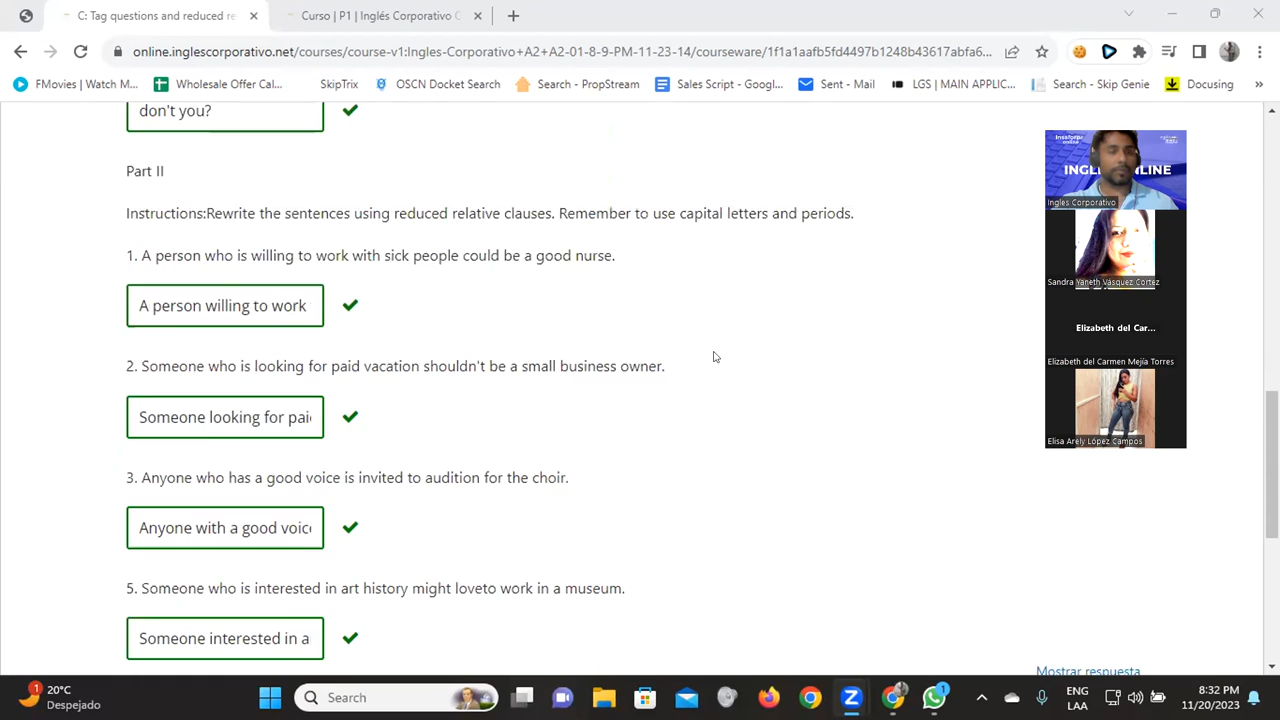 C: Tag questions and reduced re
Curso | P1 | Inglés Corporativo C
online.inglescorporativo.net/courses/course-v1:Ingles-Corporativo+A2+A2-01-8-9-PM-11-23-14/courseware/1f1a1aafb5fd4497b1248b43617abfa6...
FMovies | Watch M...
Wholesale Offer Cal...
SkipTrix
OSCN Docket Search
Search - PropStream
Sales Script - Googl...
Sent - Mail
LGS | MAIN APPLIC...
Search - Skip Genie
Docusing
»
don't you?
Part II
Instructions:Rewrite the sentences using reduced relative clauses. Remember to use capital letters and periods.
1. A person who is willing to work with sick people could be a good nurse.
A person willing to work
2. Someone who is looking for paid vacation shouldn't be a small business owner.
Someone looking for paid
3. Anyone who has a good voice is invited to audition for the choir.
Anyone with a good voice
5. Someone who is interested in art history might loveto work in a museum.
Someone interested in a
Mostrar respuesta
INGL ONLINE
Ingles Corporativo
Sandra Yaneth Vásquez Cortez
Elizabeth del Car...
Elizabeth del Carmen Mejía Torres
Elisa Arely López Campos
1
20°C
Despejado
Search
1
ENG
LAA
8:32 PM
11/20/2023